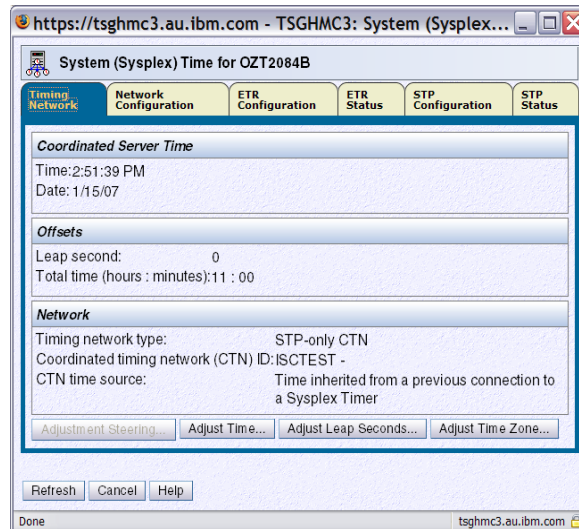 https://tsghmc3.au.ibm.com - TSGHMC3: System (Sysplex...
System (Sysplex) Time for OZT2084B
Timing Network
Network Configuration
ETR Configuration
ETR Status
STP Configuration
STP Status
Coordinated Server Time
Time:2:51:39 PM
Date: 1/15/07
Offsets
Leap second: 0
Total time (hours : minutes):11 : 00
Network
Timing network type: STP-only CTN
Coordinated timing network (CTN) ID:ISCTEST -
CTN time source: Time inherited from a previous connection to
a Sysplex Timer
Adjustment Steering... Adjust Time... Adjust Leap Seconds... Adjust Time Zone...
Refresh Cancel Help
Done tsghmc3.au.ibm.com